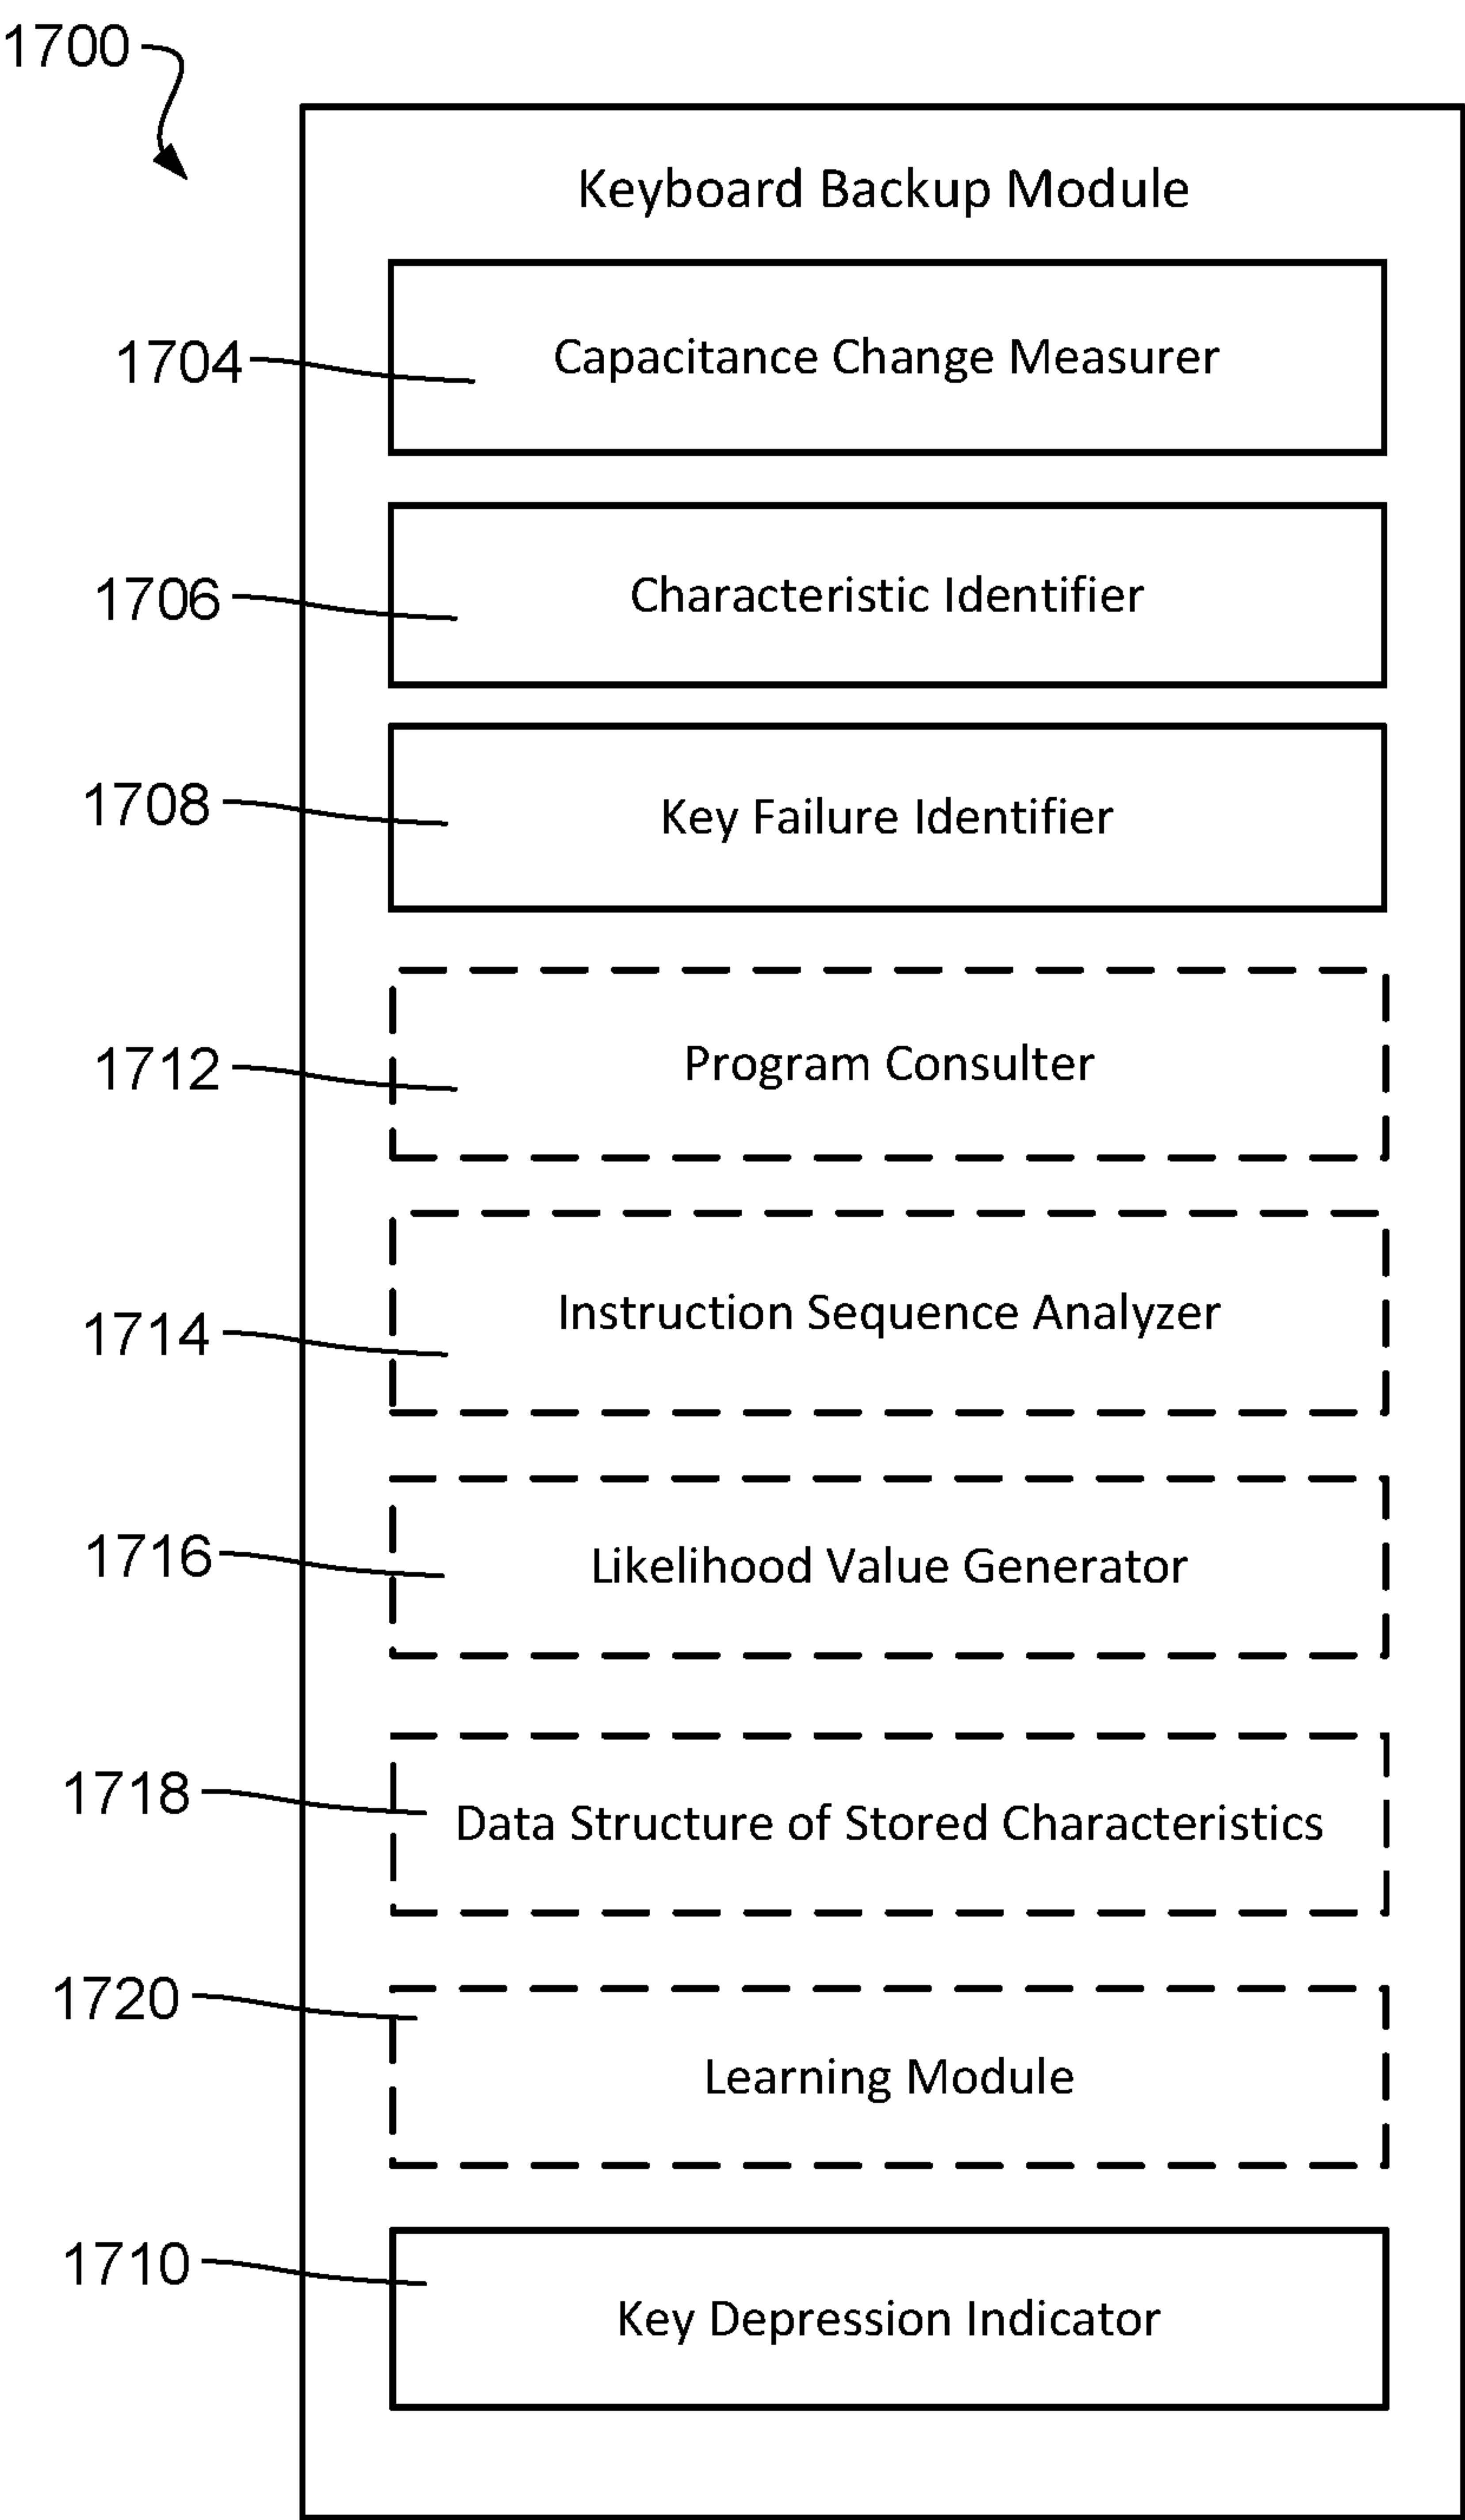 1700
Keyboard Backup Module
1704
Capacitance Change Measurer
1706
Characteristic Identifier
1708
Key Failure Identifier
1712
Program Consulter
1714
Instruction Sequence Analyzer
1716
Likelihood Value Generator
1718
Data Structure of Stored Characteristics
1720
Learning Module
1710
Key Depression Indicator